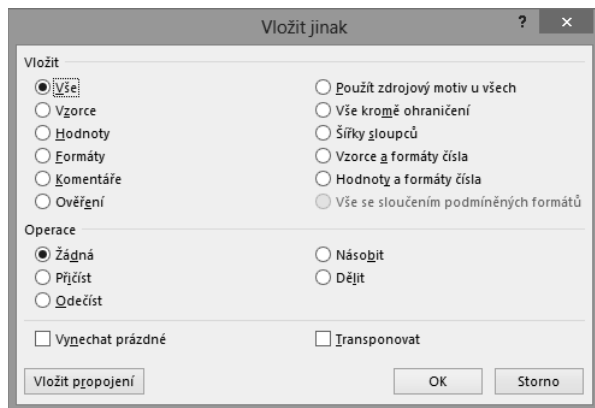 Vložit jinak
?
×
Vložit
Vše
Vzorce
Hodnoty
Formáty
Komentáře
Ověření
Použít zdrojový motiv u všech
Vše kromě ohraničení
Šířky sloupců
Vzorce a formáty čísla
Hodnoty a formáty čísla
Vše se sloučením podmíněných formátů
Operace
Žádná
Přičíst
Odečíst
Násobit
Dělit
Vynechat prázdné
Transponovat
Vložit propojení
OK
Storno